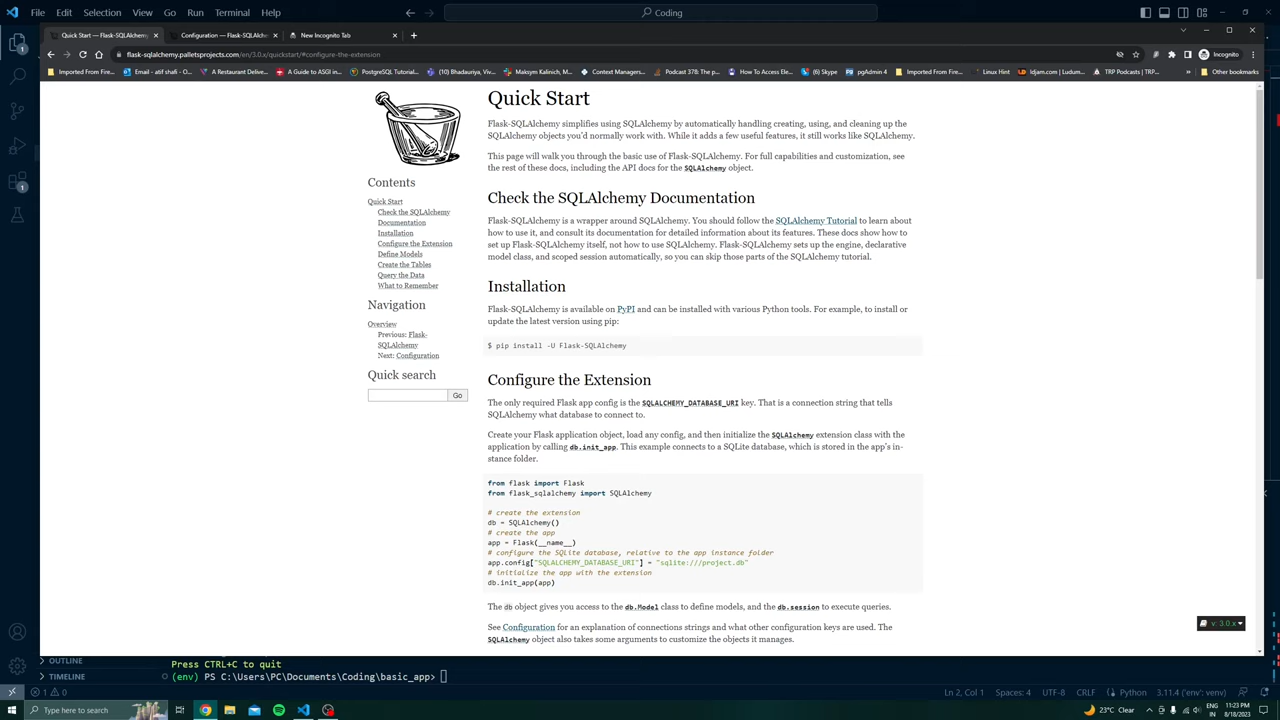 File Edit Selection View Go Run Terminal Help
Coding
Quick Start — Flask-SQLAlchemy
Configuration — Flask-SQLAlc
New Incognito Tab
flask-sqlalchemy.palletsprojects.com/en/3.0.x/quickstart/#configure-the-extension
Incognito
Imported From Fire...
Email - atif shafi - O...
A Restaurant Delive...
A Guide to ASGI in...
PostgreSQL Tutorial...
(10) Bhadauriya, Viv...
Maksym Kalinich, M...
Context Managers...
Podcast 378: The p...
How To Access Ele...
(6) Skype
pgAdmin 4
Imported From Fire...
Linux Hint
ldjam.com / Ludum...
TRP Podcasts | TRP...
Other bookmarks
Quick Start
Flask-SQLAlchemy simplifies using SQLAlchemy by automatically handling creating, using, and cleaning up the
SQLAlchemy objects you'd normally work with. While it adds a few useful features, it still works like SQLAlchemy.
This page will walk you through the basic use of Flask-SQLAlchemy. For full capabilities and customization, see
the rest of these docs, including the API docs for the SQLAlchemy object.
Contents
Quick Start
Check the SQLAlchemy
Documentation
Installation
Configure the Extension
Define Models
Create the Tables
Query the Data
What to Remember
Navigation
Overview
Previous: Flask-
SQLAlchemy
Next: Configuration
Quick search
Go
Check the SQLAlchemy Documentation
Flask-SQLAlchemy is a wrapper around SQLAlchemy. You should follow the SQLAlchemy Tutorial to learn about
how to use it, and consult its documentation for detailed information about its features. These docs show how to
set up Flask-SQLAlchemy itself, not how to use SQLAlchemy. Flask-SQLAlchemy sets up the engine, declarative
model class, and scoped session automatically, so you can skip those parts of the SQLAlchemy tutorial.
Installation
Flask-SQLAlchemy is available on PyPI and can be installed with various Python tools. For example, to install or
update the latest version using pip:
$ pip install -U Flask-SQLAlchemy
Configure the Extension
The only required Flask app config is the SQLALCHEMY_DATABASE_URI key. That is a connection string that tells
SQLAlchemy what database to connect to.
Create your Flask application object, load any config, and then initialize the SQLAlchemy extension class with the
application by calling db.init_app. This example connects to a SQLite database, which is stored in the app's in-
stance folder.
from flask import Flask
from flask_sqlalchemy import SQLAlchemy
# create the extension
db = SQLAlchemy()
# create the app
app = Flask(__name__)
# configure the SQLite database, relative to the app instance folder
app.config["SQLALCHEMY_DATABASE_URI"] = "sqlite:///project.db"
# initialize the app with the extension
db.init_app(app)
The db object gives you access to the db.Model class to define models, and the db.session to execute queries.
See Configuration for an explanation of connections strings and what other configuration keys are used. The
SQLAlchemy object also takes some arguments to customize the objects it manages.
v: 3.0.x
OUTLINE
TIMELINE
Press CTRL+C to quit
(env) PS C:\Users\PC\Documents\Coding\basic_app>
1 0
Ln 2, Col 1 Spaces: 4 UTF-8 CRLF Python 3.11.4 ('env': venv)
Type here to search
23°C Clear
ENG
IN
11:23 PM
8/18/2023